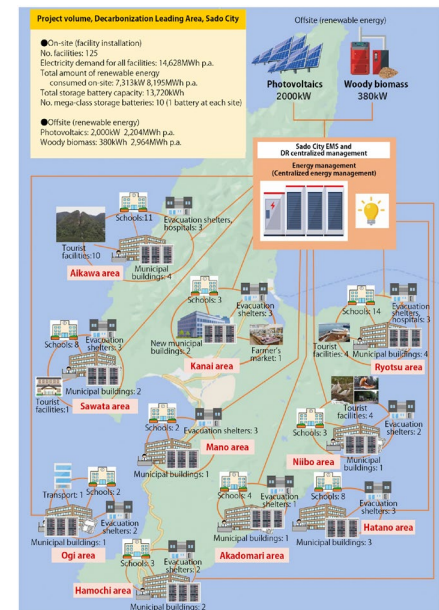 Project volume, Decarbonization Leading Area, Sado City
●On-site (facility installation)
No. facilities: 125
Electricity demand for all facilities: 14,628MWh p.a.
Total amount of renewable energy
consumed on-site: 7,313kW 8,195MWh p.a.
Total storage battery capacity: 13,720kWh
No. mega-class storage batteries: 10 (1 battery at each site)
●Offsite (renewable energy)
Photovoltaics: 2,000kW 2,204MWh p.a.
Woody biomass: 380kWh 2,964MWh p.a.
Offsite (renewable energy)
Photovoltaics
2000kW
Woody biomass
380kW
Sado City EMS and
DR centralized management
Energy management
(Centralized energy management)
Schools:11
Evacuation shelters,
hospitals: 3
Tourist
facilities:10
Municipal
buildings: 4
Aikawa area
Schools: 3
Evacuation
shelters: 3
New municipal
buildings: 2
Farmer's
market: 1
Kanai area
Schools: 14
Evacuation
shelters,
hospitals: 3
Tourist
facilities: 4
Municipal buildings: 4
Ryotsu area
Schools: 8
Evacuation
shelters: 3
Tourist
facilities:1
Municipal buildings: 2
Sawata area
Schools: 2
Evacuation shelters: 3
Municipal buildings: 1
Mano area
Tourist
facilities: 4
Schools: 3
Evacuation
shelters: 2
Municipal
buildings: 1
Niibo area
Transport: 1
Schools: 2
Evacuation
shelters: 2
Municipal buildings: 1
Ogi area
Schools: 4
Evacuation
shelters: 1
Municipal buildings: 1
Akadomari area
Schools: 8
Evacuation
shelters: 2
Municipal buildings: 3
Hatano area
Schools: 3
Evacuation
shelters: 2
Municipal buildings: 2
Hamochi area